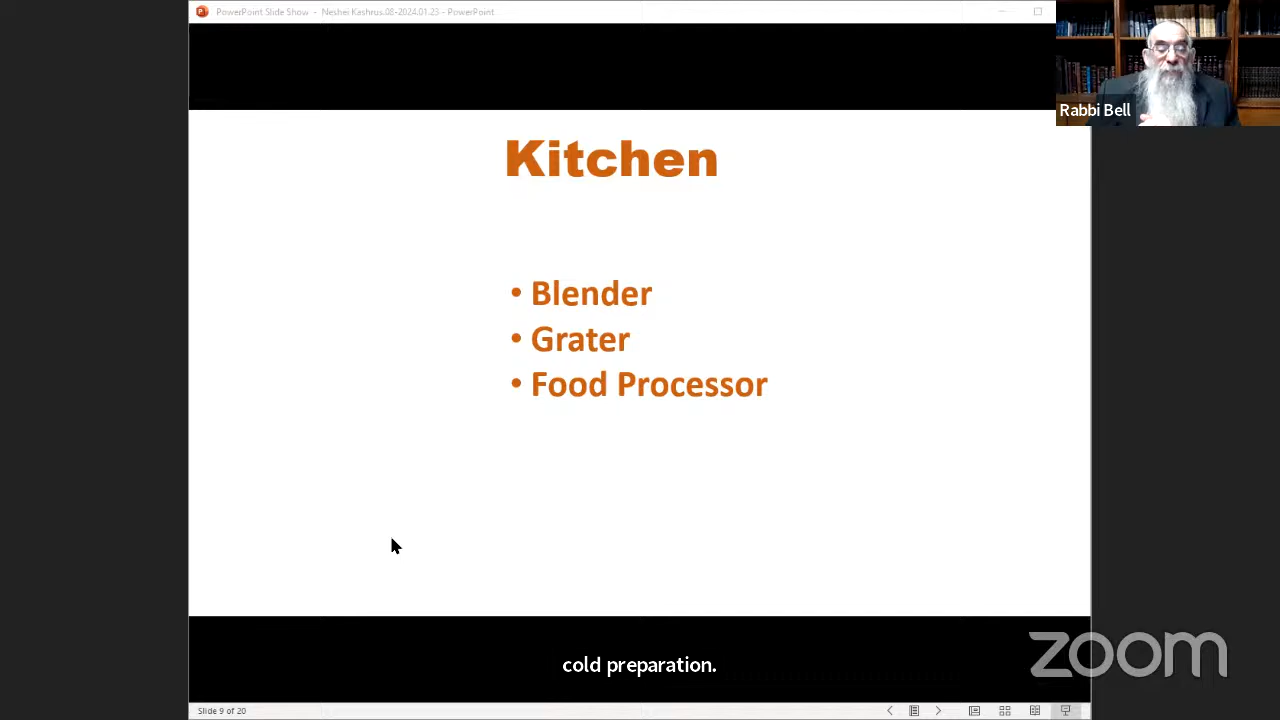 PowerPoint Slide Show - Neshei Kashrus.08-2024.01.23 - PowerPoint
Rabbi Bell
Kitchen
• Blender
• Grater
• Food Processor
cold preparation.
zoom
Slide 9 of 20